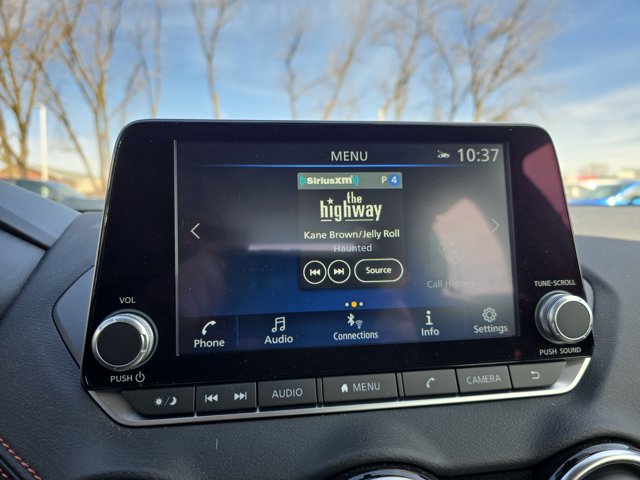 MENU
10:37
SiriusXM
P 4
the
highway
Kane Brown/Jelly Roll
Haunted
Source
Call History
Phone
Audio
Connections
Info
Settings
VOL
PUSH
TUNE-SCROLL
PUSH SOUND
AUDIO
MENU
CAMERA